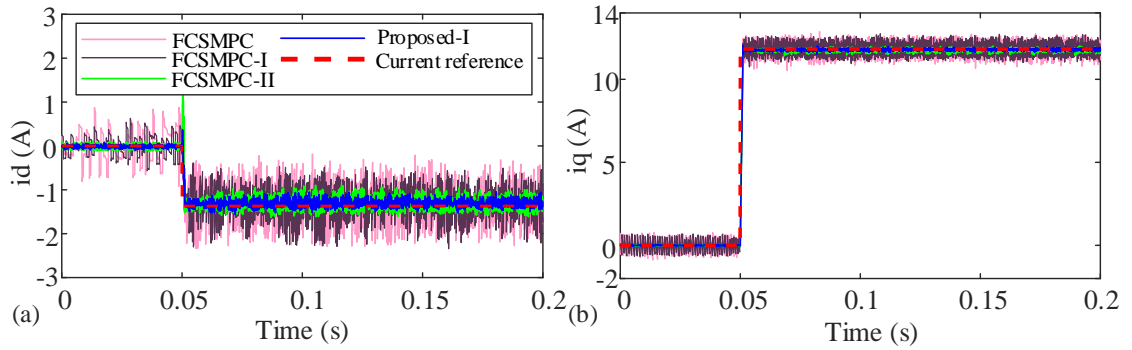 3
2
1
0
-1
-2
-3
id (A)
FCSMPC
FCSMPC-I
FCSMPC-II
Proposed-I
Current reference
0
0.05
0.1
0.15
0.2
Time (s)
(a)
14
12
5
0
-2
iq (A)
0
0.05
0.1
0.15
0.2
Time (s)
(b)